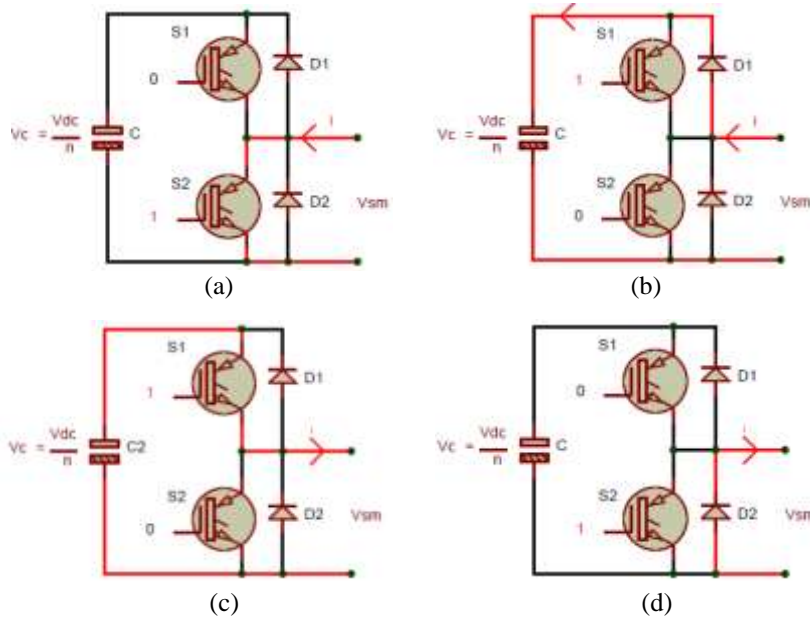 S1
0
D1
Vc = Vdc/n
C
I
S2
1
D2
Vsm
(a)
S1
1
D1
Vc = Vdc/n
C
I
S2
0
D2
Vsm
(b)
S1
1
D1
Vc = Vdc/n
C2
I
S2
0
D2
Vsm
(c)
S1
0
D1
Vc = Vdc/n
C
I
S2
1
D2
Vsm
(d)